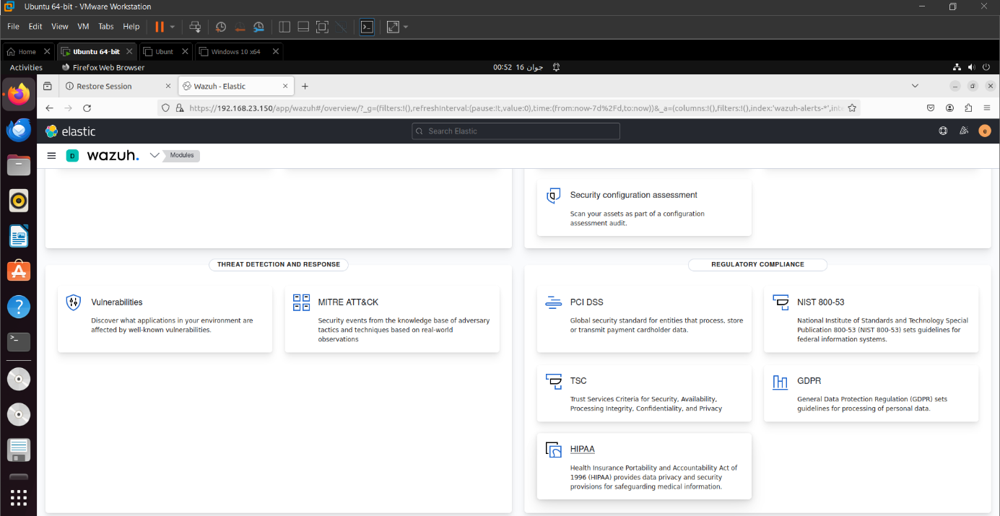 Ubuntu 64-bit - VMware Workstation
File Edit View VM Tabs Help
Home Ubuntu 64-bit Ubunt Windows 10 x64
Activities Firefox Web Browser 00:52 16 جوان
Restore Session Wazuh - Elastic
https://192.168.23.150/app/wazuh#/overview/?_g=(filters:!(),refreshInterval:(pause:!t,value:0),time:(from:now-7d%2Fd,to:now))&_a=(columns:!(),filters:!(),index:'wazuh-alerts-*',inte
elastic Search Elastic e
D wazuh. Modules
Security configuration assessment
Scan your assets as part of a configuration
assessment audit.
THREAT DETECTION AND RESPONSE
Vulnerabilities
Discover what applications in your environment are
affected by well-known vulnerabilities.
MITRE ATT&CK
Security events from the knowledge base of adversary
tactics and techniques based on real-world
observations
REGULATORY COMPLIANCE
PCI DSS
Global security standard for entities that process, store
or transmit payment cardholder data.
NIST 800-53
National Institute of Standards and Technology Special
Publication 800-53 (NIST 800-53) sets guidelines for
federal information systems.
TSC
Trust Services Criteria for Security, Availability,
Processing Integrity, Confidentiality, and Privacy
GDPR
General Data Protection Regulation (GDPR) sets
guidelines for processing of personal data.
HIPAA
Health Insurance Portability and Accountability Act of
1996 (HIPAA) provides data privacy and security
provisions for safeguarding medical information.